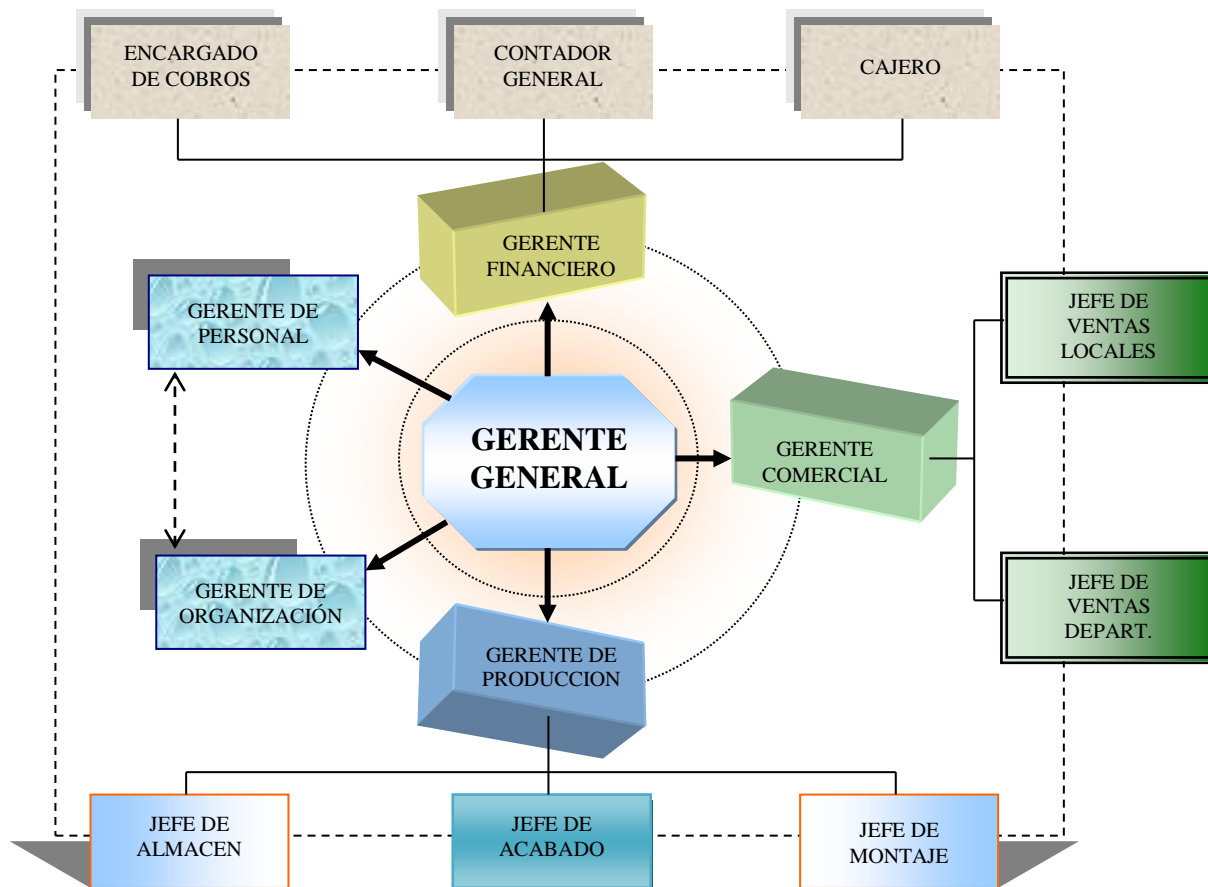 ENCARGADO
DE COBROS
CONTADOR
GENERAL
CAJERO
GERENTE
FINANCIERO
GERENTE DE
PERSONAL
JEFE DE
VENTAS
LOCALES
GERENTE
GENERAL
GERENTE
COMERCIAL
GERENTE DE
ORGANIZACIÓN
JEFE DE
VENTAS
DEPART.
GERENTE DE
PRODUCCION
JEFE DE
ALMACEN
JEFE DE
ACABADO
JEFE DE
MONTAJE